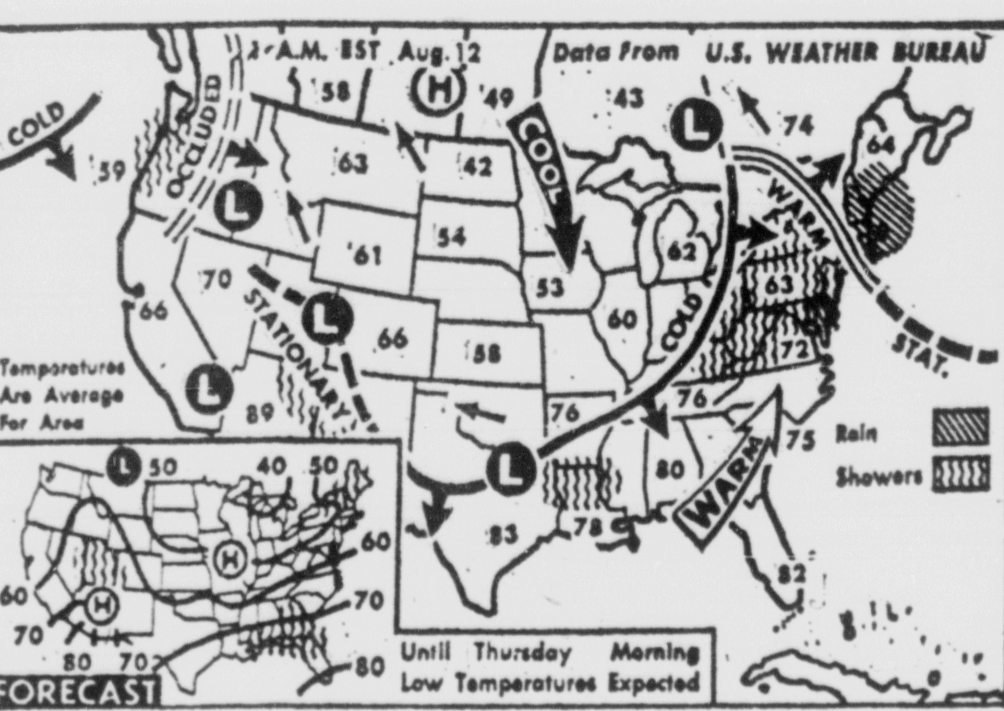 A.M. EST Aug. 12
Data From U.S. WEATHER BUREAU
58
H
49
43
L
74
COLD
OCCLUDED
59
63
42
COOL
64
L
WARM
61
54
62
70
53
63
66
STATIONARY
L
66
58
60
COLD
72
STAT.
Temperatures
Are Average
For Area
L
89
76
76
75
Rain
Showers
L
80
WARM
83
78
82
L
50
40
50
H
60
60
H
70
70
80
70
80
FORECAST
Until Thursday Morning
Low Temperatures Expected